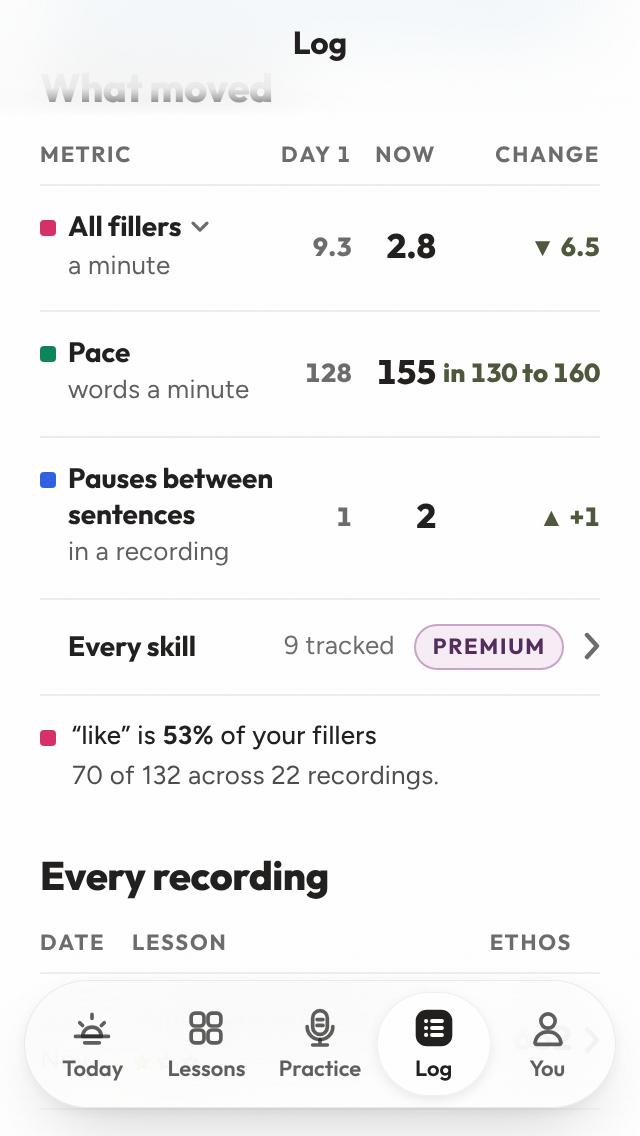 Log
What moved
METRIC DAY 1 NOW CHANGE
All fillers 9.3 2.8 ▼ 6.5
a minute
Pace 128 155 in 130 to 160
words a minute
Pauses between
sentences 1 2 ▲ +1
in a recording
Every skill 9 tracked PREMIUM
“like” is 53% of your fillers
70 of 132 across 22 recordings.
Every recording
DATE LESSON ETHOS
Today Lessons Practice Log You